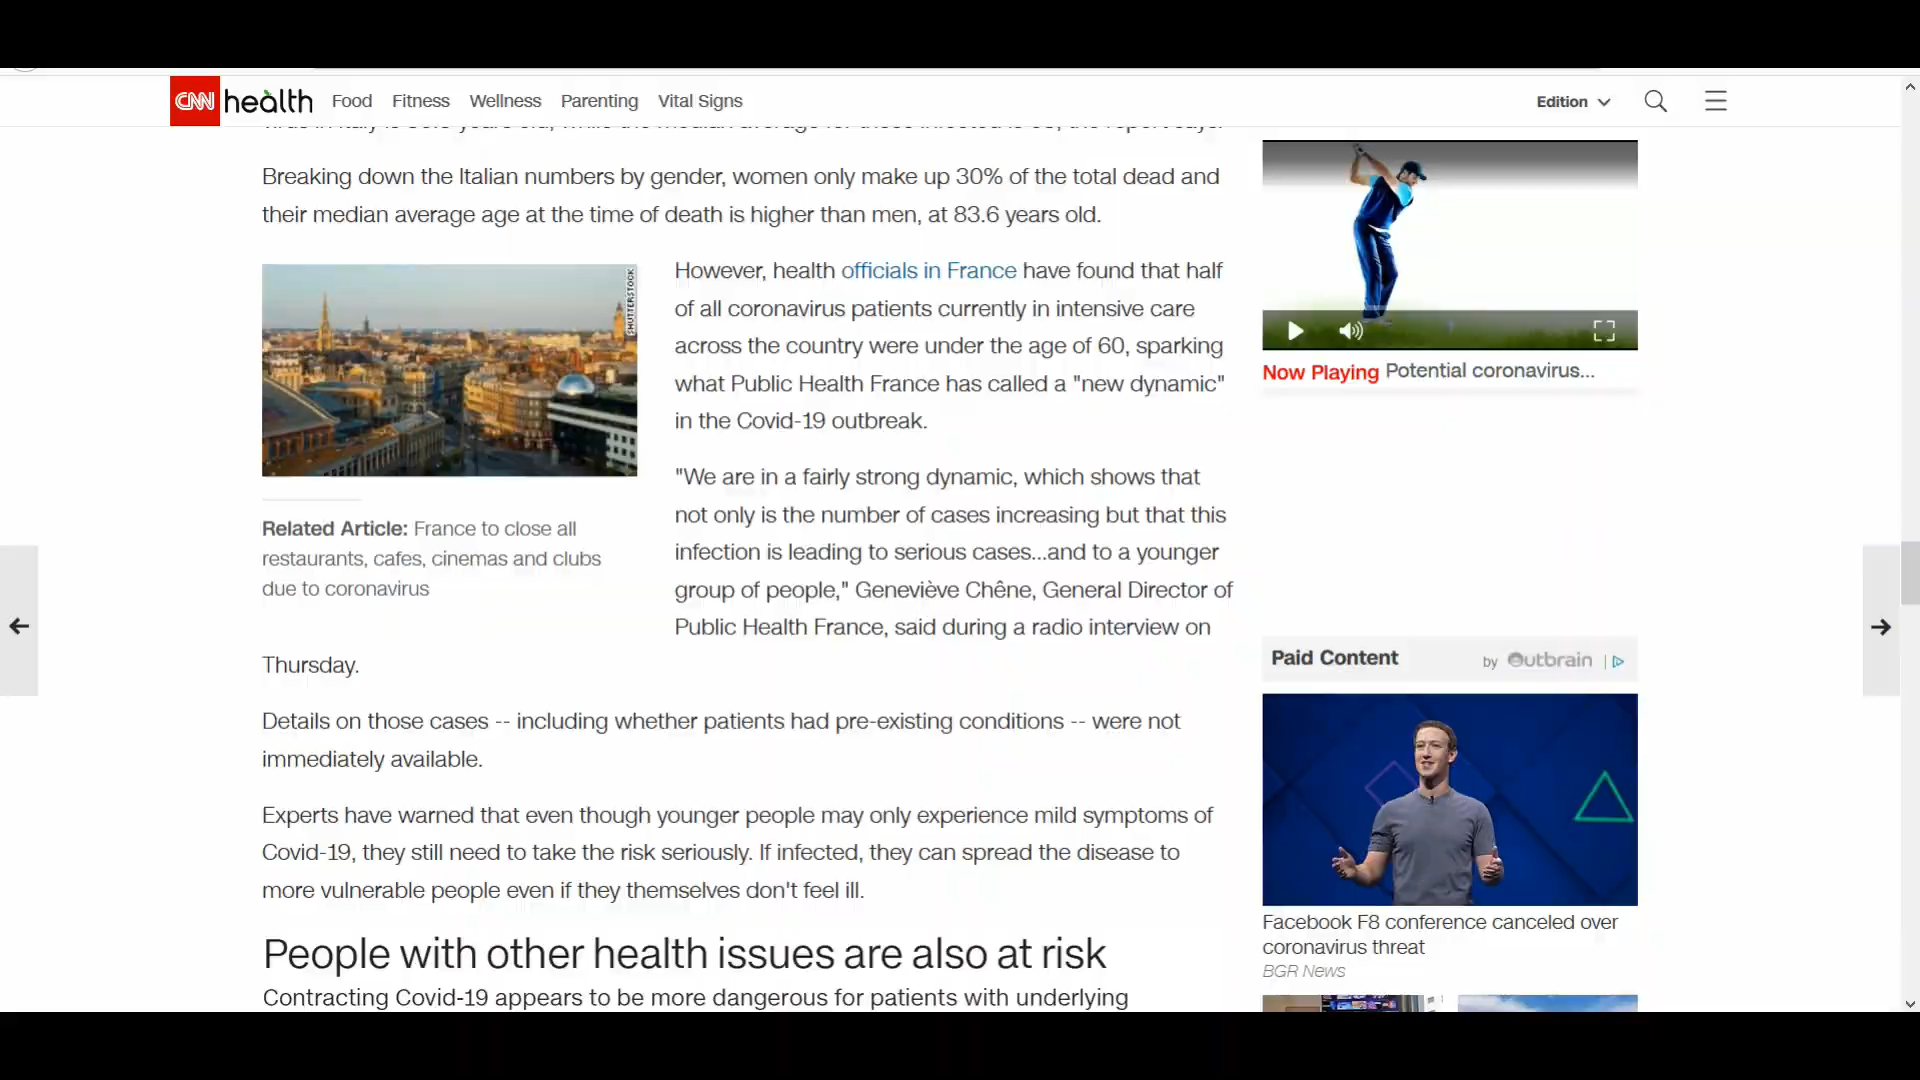 CNN health Food Fitness Wellness Parenting Vital Signs Edition
Breaking down the Italian numbers by gender, women only make up 30% of the total dead and
their median average age at the time of death is higher than men, at 83.6 years old.
SHUTTERSTOCK
Related Article: France to close all
restaurants, cafes, cinemas and clubs
due to coronavirus
However, health officials in France have found that half
of all coronavirus patients currently in intensive care
across the country were under the age of 60, sparking
what Public Health France has called a "new dynamic"
in the Covid-19 outbreak.
"We are in a fairly strong dynamic, which shows that
not only is the number of cases increasing but that this
infection is leading to serious cases...and to a younger
group of people," Geneviève Chêne, General Director of
Public Health France, said during a radio interview on
Thursday.
Details on those cases -- including whether patients had pre-existing conditions -- were not
immediately available.
Experts have warned that even though younger people may only experience mild symptoms of
Covid-19, they still need to take the risk seriously. If infected, they can spread the disease to
more vulnerable people even if they themselves don't feel ill.
People with other health issues are also at risk
Contracting Covid-19 appears to be more dangerous for patients with underlying
Now Playing Potential coronavirus...
Paid Content by Outbrain
Facebook F8 conference canceled over
coronavirus threat
BGR News